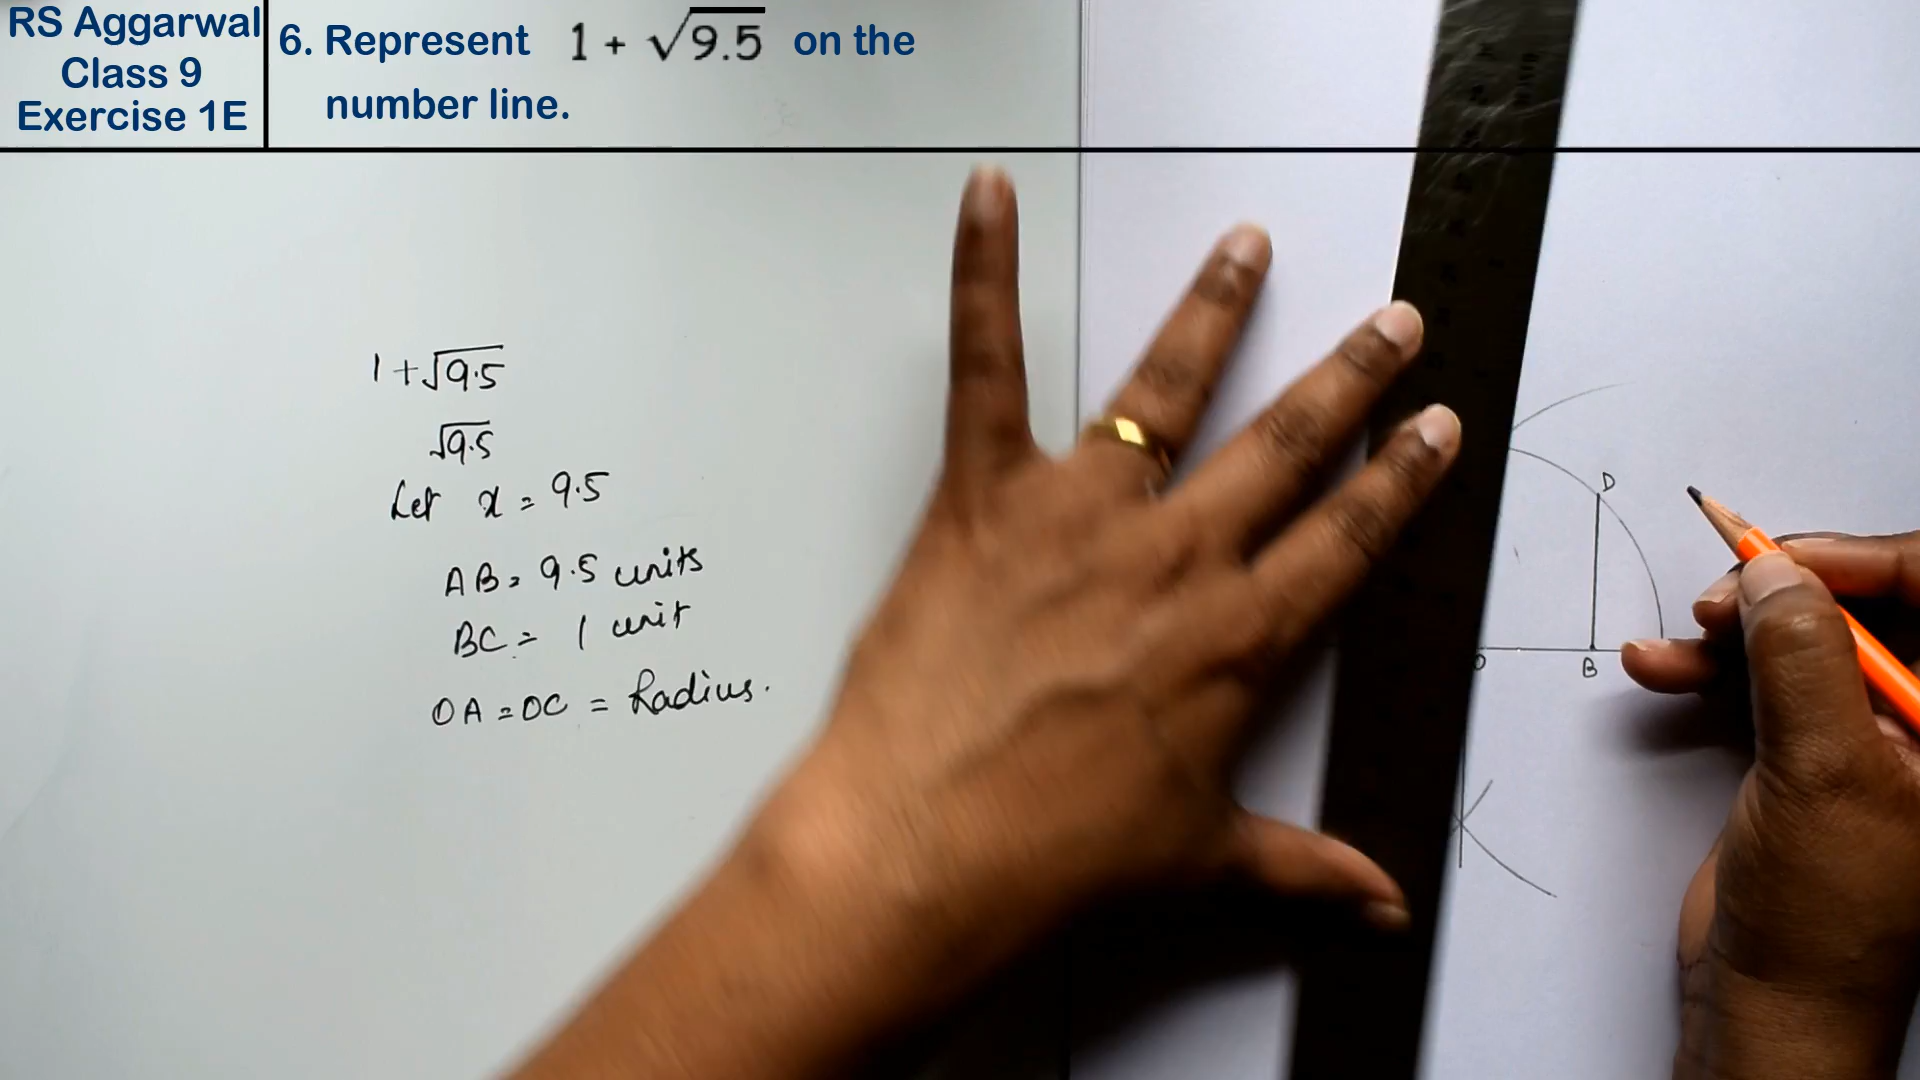 RS Aggarwal
Class 9
Exercise 1E
6. Represent 1 + √9.5 on the
number line.
1 + √9.5
√9.5
Let x = 9.5
AB = 9.5 units
BC = 1 unit
OA = OC = Radius.
D
O
B